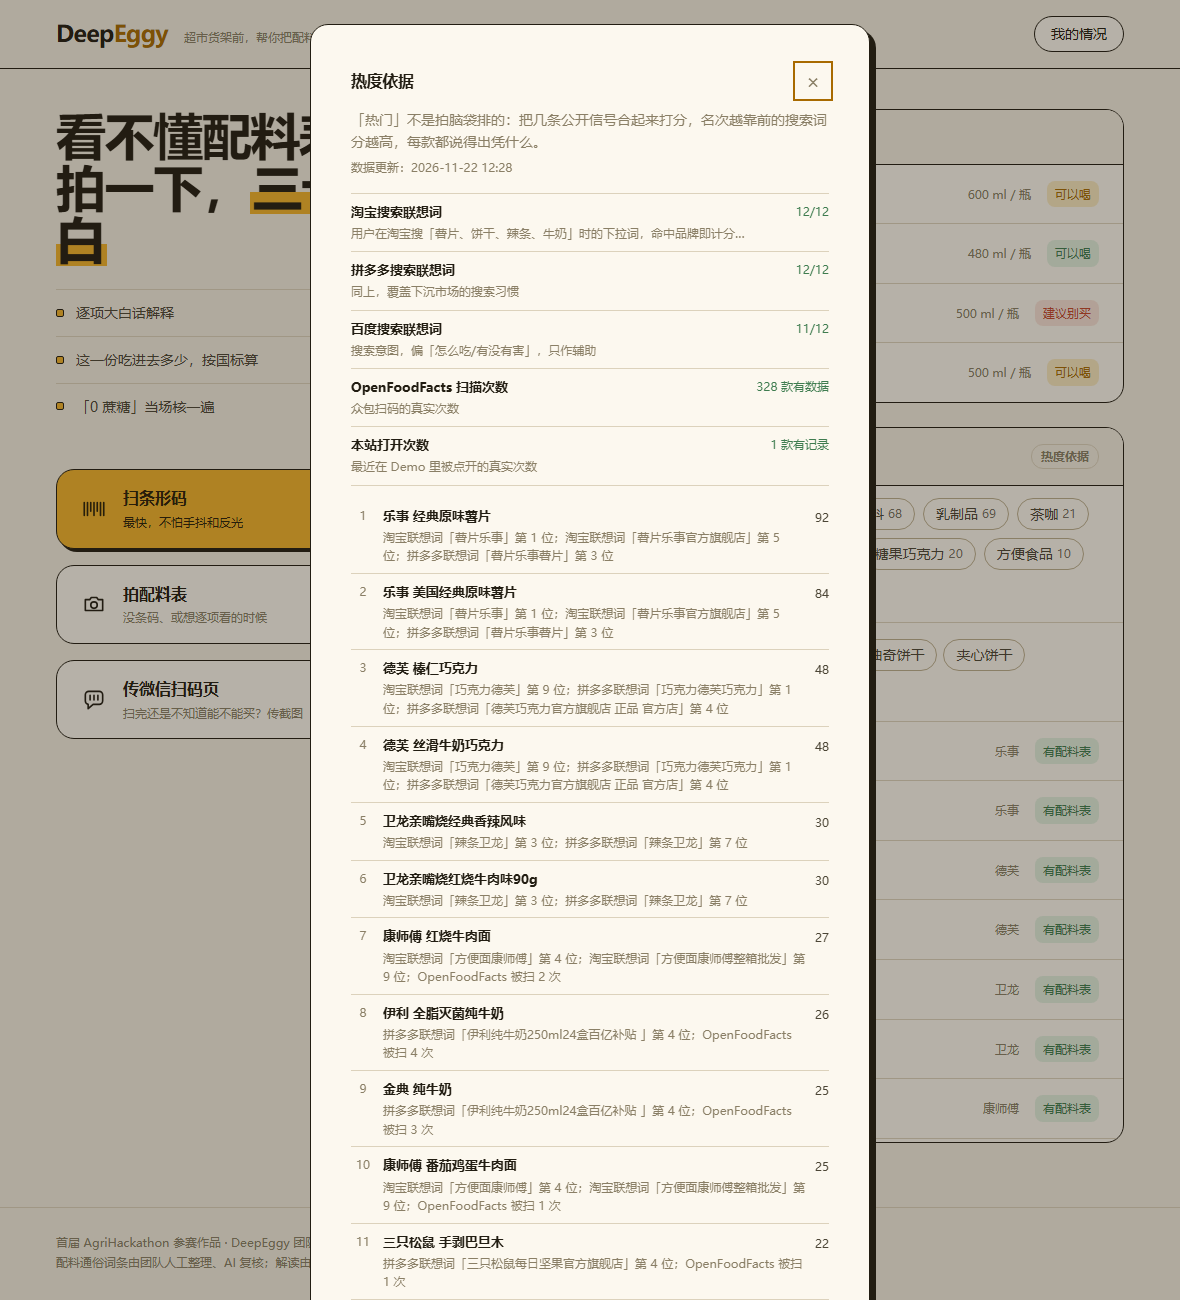 DeepEggy
超市货架前，帮你把配料
我的情况
看不懂配料表
拍一下，三
白
逐项大白话解释
这一份吃进去多少，按国标算
「0 蔗糖」当场核一遍
扫条形码
最快，不怕手抖和反光
拍配料表
没条码、或想逐项看的时候
传微信扫码页
扫完还是不知道能不能买？传截图
热度依据
×
「热门」不是拍脑袋排的：把几条公开信号合起来打分，名次越靠前的搜索词
分越高，每款都说得出凭什么。
数据更新：2026-11-22 12:28
淘宝搜索联想词
12/12
用户在淘宝搜「薯片、饼干、辣条、牛奶」时的下拉词，命中品牌即计分...
拼多多搜索联想词
12/12
同上，覆盖下沉市场的搜索习惯
百度搜索联想词
11/12
搜索意图，偏「怎么吃/有没有害」，只作辅助
OpenFoodFacts 扫描次数
328 款有数据
众包扫码的真实次数
本站打开次数
1 款有记录
最近在 Demo 里被点开的真实次数
1
乐事 经典原味薯片
92
淘宝联想词「薯片乐事」第 1 位；淘宝联想词「薯片乐事官方旗舰店」第 5
位；拼多多联想词「薯片乐事薯片」第 3 位
2
乐事 美国经典原味薯片
84
淘宝联想词「薯片乐事」第 1 位；淘宝联想词「薯片乐事官方旗舰店」第 5
位；拼多多联想词「薯片乐事薯片」第 3 位
3
德芙 榛仁巧克力
48
淘宝联想词「巧克力德芙」第 9 位；拼多多联想词「巧克力德芙巧克力」第 1
位；拼多多联想词「德芙巧克力官方旗舰店 正品 官方店」第 4 位
4
德芙 丝滑牛奶巧克力
48
淘宝联想词「巧克力德芙」第 9 位；拼多多联想词「巧克力德芙巧克力」第 1
位；拼多多联想词「德芙巧克力官方旗舰店 正品 官方店」第 4 位
5
卫龙亲嘴烧经典香辣风味
30
淘宝联想词「辣条卫龙」第 3 位；拼多多联想词「辣条卫龙」第 7 位
6
卫龙亲嘴烧红烧牛肉味90g
30
淘宝联想词「辣条卫龙」第 3 位；拼多多联想词「辣条卫龙」第 7 位
7
康师傅 红烧牛肉面
27
淘宝联想词「方便面康师傅」第 4 位；淘宝联想词「方便面康师傅整箱批发」第
9 位；OpenFoodFacts 被扫 2 次
8
伊利 全脂灭菌纯牛奶
26
拼多多联想词「伊利纯牛奶250ml24盒百亿补贴 」第 4 位；OpenFoodFacts
被扫 4 次
9
金典 纯牛奶
25
拼多多联想词「伊利纯牛奶250ml24盒百亿补贴 」第 4 位；OpenFoodFacts
被扫 3 次
10
康师傅 番茄鸡蛋牛肉面
25
淘宝联想词「方便面康师傅」第 4 位；淘宝联想词「方便面康师傅整箱批发」第
9 位；OpenFoodFacts 被扫 1 次
11
三只松鼠 手剥巴旦木
22
拼多多联想词「三只松鼠每日坚果官方旗舰店」第 4 位；OpenFoodFacts 被扫
1 次
600 ml / 瓶
可以喝
480 ml / 瓶
可以喝
500 ml / 瓶
建议别买
500 ml / 瓶
可以喝
热度依据
料 68
乳制品 69
茶咖 21
糖果巧克力 20
方便食品 10
曲奇饼干
夹心饼干
乐事
有配料表
乐事
有配料表
德芙
有配料表
德芙
有配料表
卫龙
有配料表
卫龙
有配料表
康师傅
有配料表
首届 AgriHackathon 参赛作品 · DeepEggy 团队
配料通俗词条由团队人工整理、AI 复核；解读由